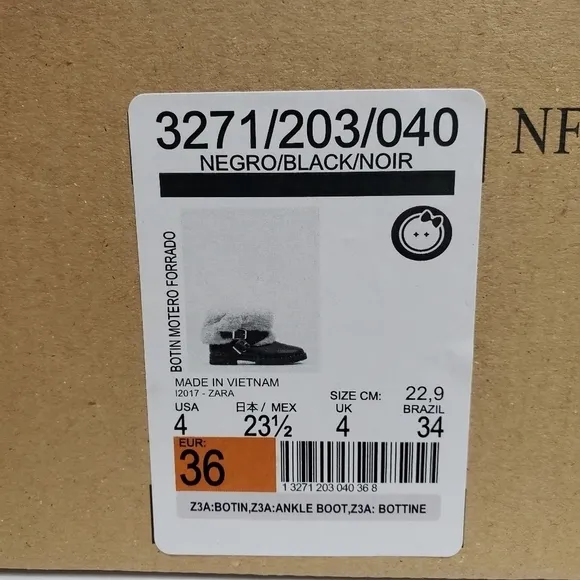 3271/203/040
NF
NEGRO/BLACK/NOIR
BOTIN MOTERO FORRADO
MADE IN VIETNAM
I2017 - ZARA
SIZE CM: 22,9
USA 日本 / MEX UK BRAZIL
4 23½ 4 34
EUR:
36
1 3271 203 040 36 8
Z3A:BOTIN,Z3A:ANKLE BOOT,Z3A: BOTTINE